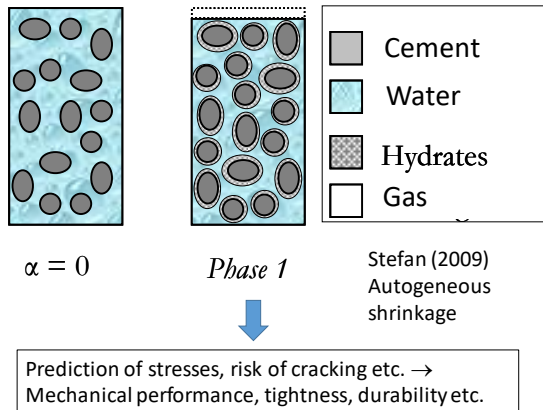 Cement
Water
Hydrates
Gas
α = 0
Phase 1
Stefan (2009)
Autogeneous
shrinkage
Prediction of stresses, risk of cracking etc. →
Mechanical performance, tightness, durability etc.